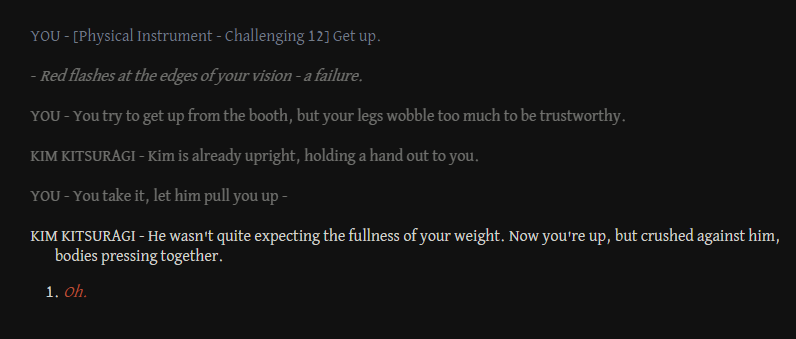 YOU - [Physical Instrument - Challenging 12] Get up.
- Red flashes at the edges of your vision - a failure.
YOU - You try to get up from the booth, but your legs wobble too much to be trustworthy.
KIM KITSURAGI - Kim is already upright, holding a hand out to you.
YOU - You take it, let him pull you up -
KIM KITSURAGI - He wasn't quite expecting the fullness of your weight. Now you're up, but crushed against him,
bodies pressing together.
1. Oh.